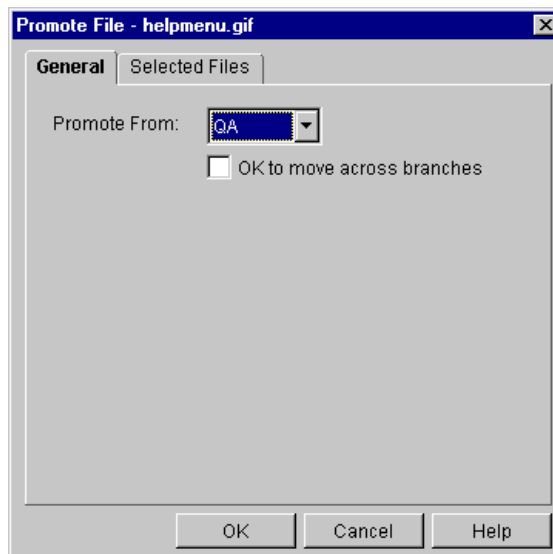 Promote File - helpmenu.gif
General Selected Files
Promote From: QA
OK to move across branches
OK Cancel Help